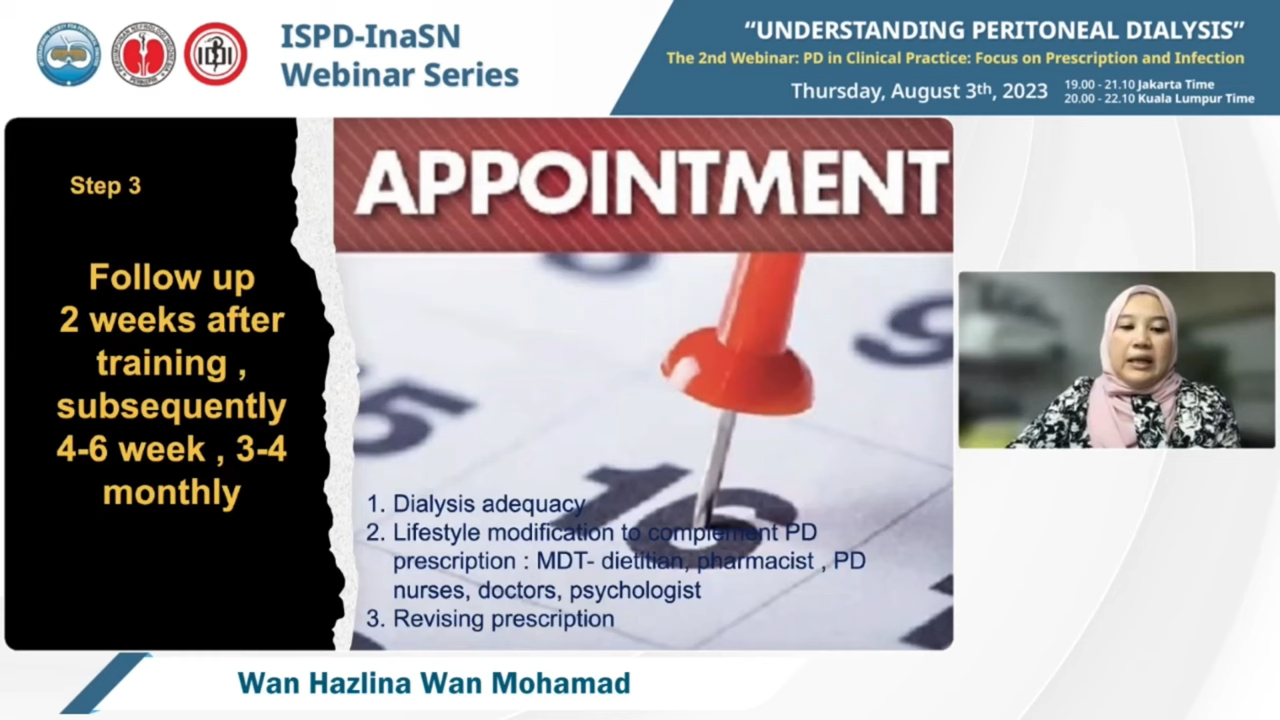 ISPD-InaSN
Webinar Series
“UNDERSTANDING PERITONEAL DIALYSIS”
The 2nd Webinar: PD in Clinical Practice: Focus on Prescription and Infection
Thursday, August 3th, 2023
19.00 - 21.10 Jakarta Time
20.00 - 22.10 Kuala Lumpur Time
Step 3
Follow up
2 weeks after
training ,
subsequently
4-6 week , 3-4
monthly
APPOINTMENT
9
5
16
1. Dialysis adequacy
2. Lifestyle modification to complement PD
prescription : MDT- dietitian, pharmacist , PD
nurses, doctors, psychologist
3. Revising prescription
Wan Hazlina Wan Mohamad